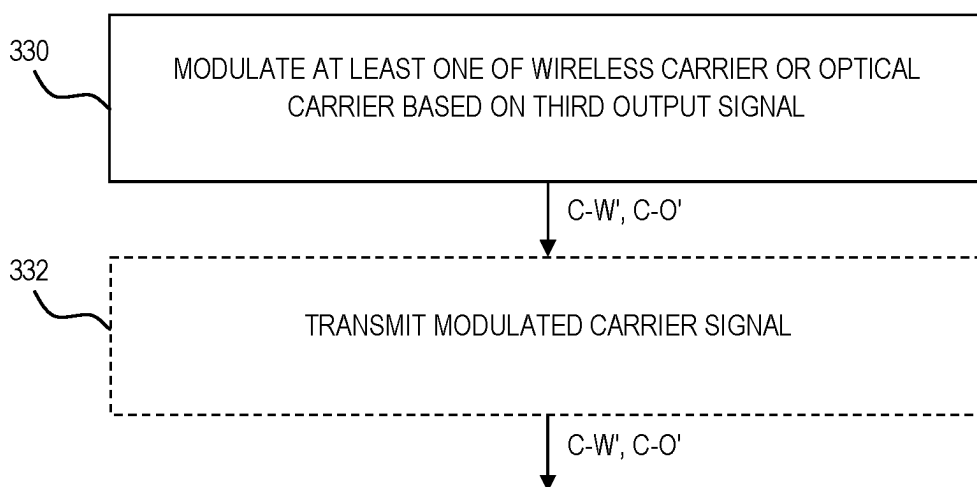 330
MODULATE AT LEAST ONE OF WIRELESS CARRIER OR OPTICAL
CARRIER BASED ON THIRD OUTPUT SIGNAL
C-W', C-O'
332
TRANSMIT MODULATED CARRIER SIGNAL
C-W', C-O'